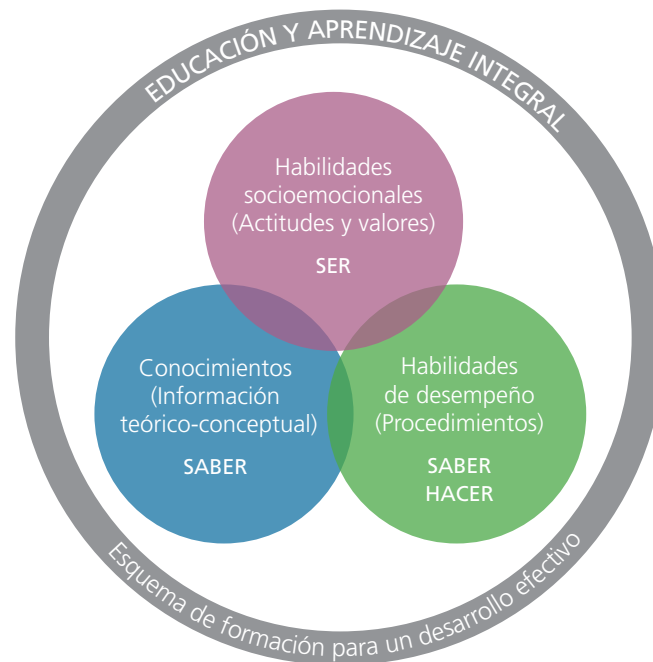 EDUCACIÓN Y APRENDIZAJE INTEGRAL
Habilidades
socioemocionales
(Actitudes y valores)
SER
Conocimientos
(Información
teórico-conceptual)
SABER
Habilidades
de desempeño
(Procedimientos)
SABER
HACER
Esquema de formación para un desarrollo efectivo